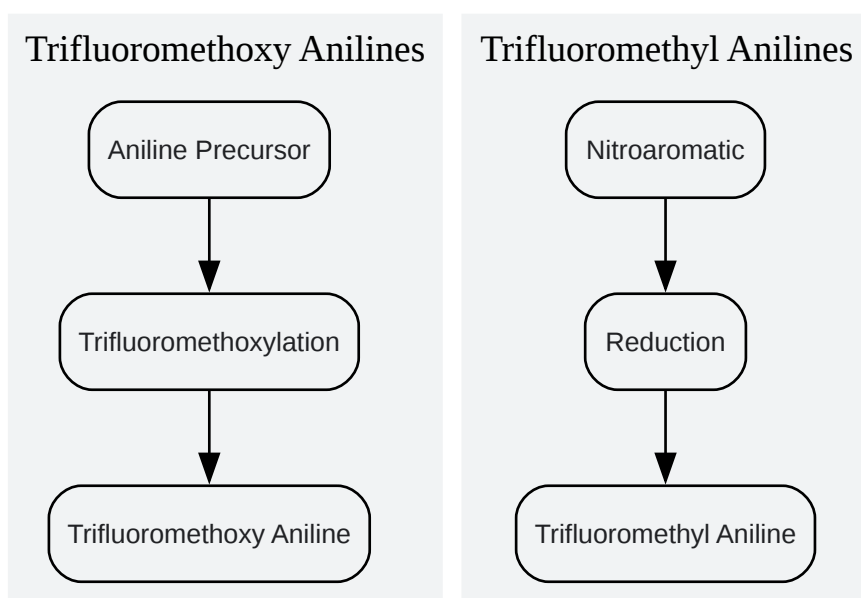 Trifluoromethoxy Anilines
Aniline Precursor
Trifluoromethoxylation
Trifluoromethoxy Aniline
Trifluoromethyl Anilines
Nitroaromatic
Reduction
Trifluoromethyl Aniline